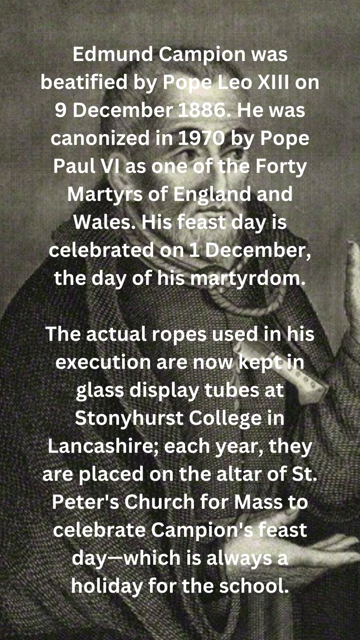 Edmund Campion was
beatified by Pope Leo XIII on
9 December 1886. He was
canonized in 1970 by Pope
Paul VI as one of the Forty
Martyrs of England and
Wales. His feast day is
celebrated on 1 December,
the day of his martyrdom.
The actual ropes used in his
execution are now kept in
glass display tubes at
Stonyhurst College in
Lancashire; each year, they
are placed on the altar of St.
Peter's Church for Mass to
celebrate Campion's feast
day—which is always a
holiday for the school.